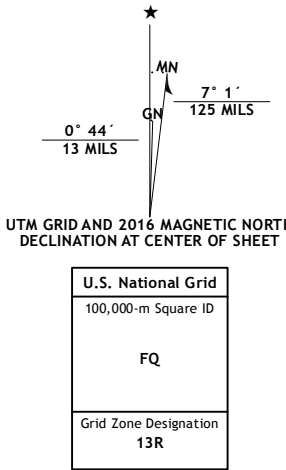 MN
GN
7° 1´
125 MILS
0° 44´
13 MILS
UTM GRID AND 2016 MAGNETIC NORTH
DECLINATION AT CENTER OF SHEET
U.S. National Grid
100,000-m Square ID
FQ
Grid Zone Designation
13R